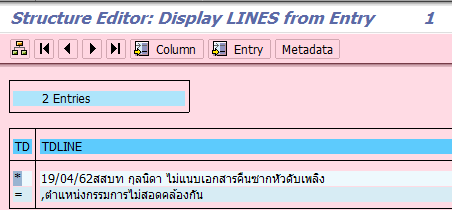 Structure Editor: Display LINES from Entry 1
Column Entry Metadata
2 Entries
TD TDLINE
* 19/04/62สสบท กุลนิดา ไม่แนบเอกสารคืนซากหัวดับเพลิง
= ,ตำแหน่งกรรมการไม่สอดคล้องกัน